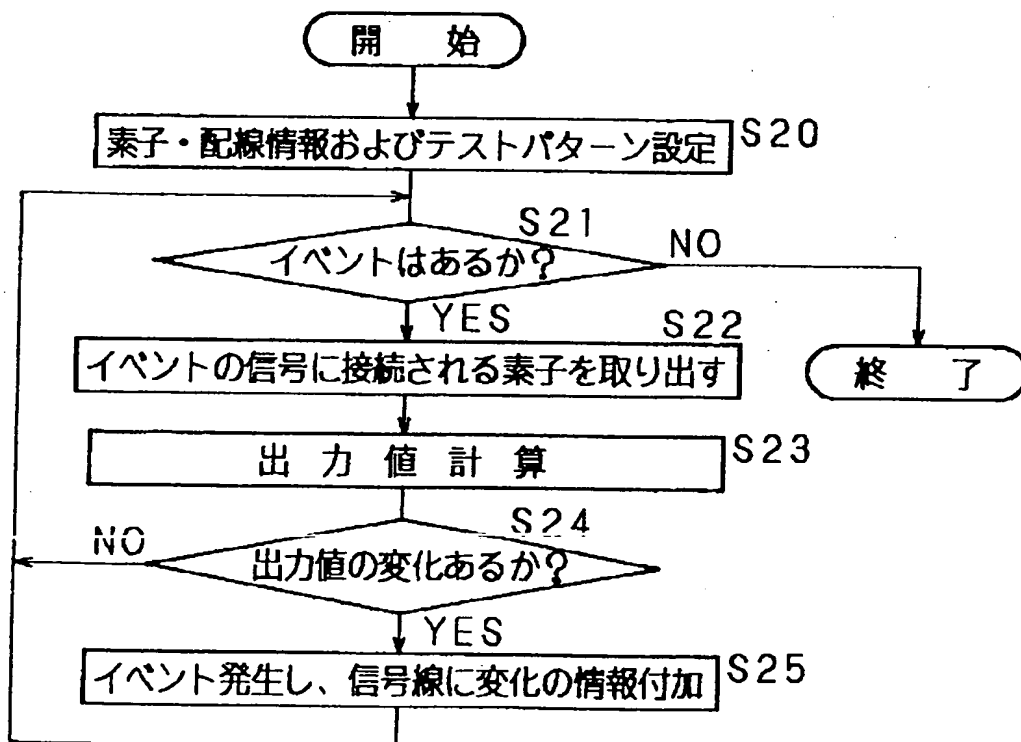 開 始
素子・配線情報およびテストパターン設定 S20
S21
イベントはあるか? NO
YES
S22
イベントの信号に接続される素子を取り出す
終 了
出力値計算 S23
S24
NO
出力値の変化あるか?
YES
イベント発生し、信号線に変化の情報付加 S25